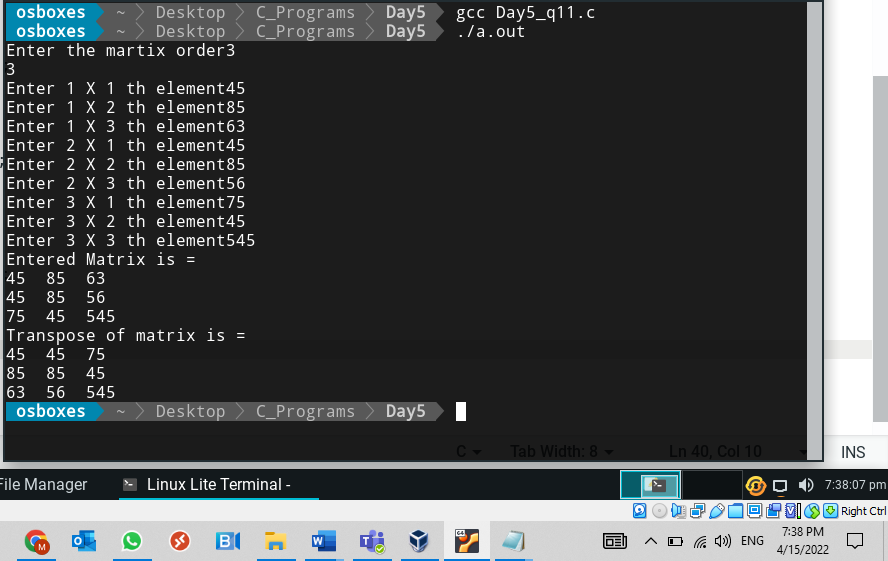 osboxes ~ Desktop C_Programs Day5 gcc Day5_q11.c
osboxes ~ Desktop C_Programs Day5 ./a.out
Enter the martix order3
3
Enter 1 X 1 th element45
Enter 1 X 2 th element85
Enter 1 X 3 th element63
Enter 2 X 1 th element45
Enter 2 X 2 th element85
Enter 2 X 3 th element56
Enter 3 X 1 th element75
Enter 3 X 2 th element45
Enter 3 X 3 th element545
Entered Matrix is =
45 85 63
45 85 56
75 45 545
Transpose of matrix is =
45 45 75
85 85 45
63 56 545
osboxes ~ Desktop C_Programs Day5
C Tab Width: 8 Ln 40, Col 10 INS
File Manager Linux Lite Terminal - 7:38:07 pm
Right Ctrl
7:38 PM
ENG
4/15/2022